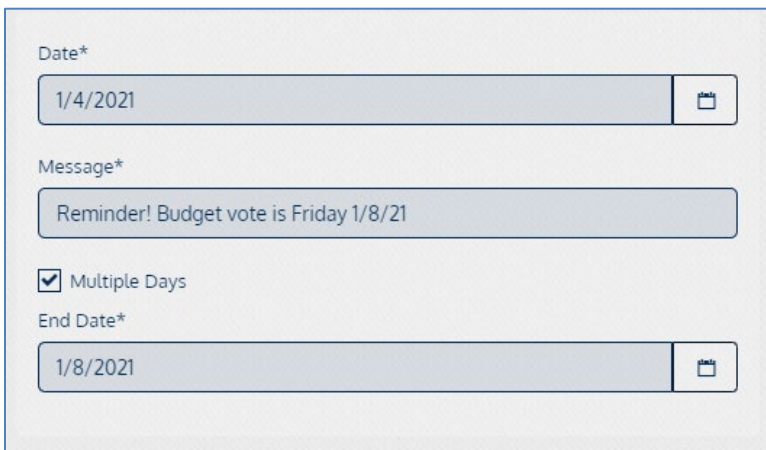 Date*
1/4/2021
Message*
Reminder! Budget vote is Friday 1/8/21
Multiple Days
End Date*
1/8/2021